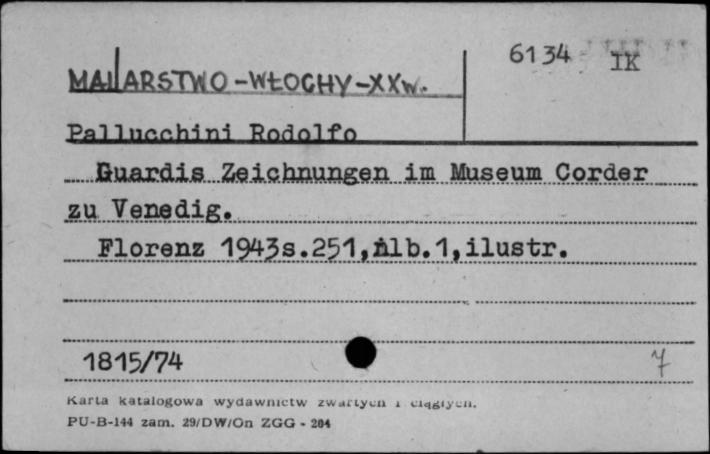 6134 IK
MALARSTWO-WŁOCHY-XXw.
Pallucchini Rodolfo
Guardis Zeichnungen im Museum Corder
zu Venedig.
Florenz 1943s.251,Alb.1,ilustr.
1815/74 7
Karta katalogowa wydawnictw zwartych i ciągłych.
PU-B-144 zam. 29/DW/On ZGG - 204